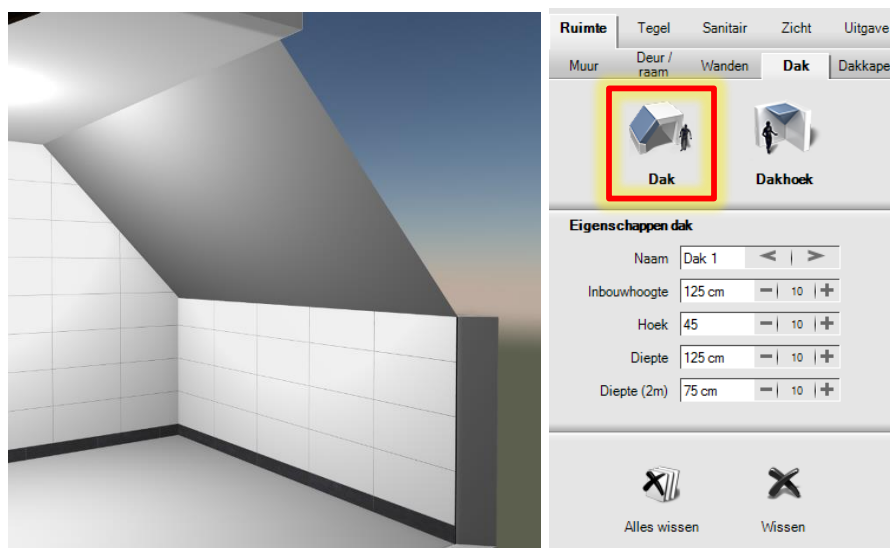 Ruimte Tegel Sanitair Zicht Uitgave
Muur Deur / raam Wanden Dak Dakkape
Dak Dakhoek
Eigenschappen dak
Naam Dak 1 < >
Inbouwhoogte 125 cm − 10 +
Hoek 45 − 10 +
Diepte 125 cm − 10 +
Diepte (2m) 75 cm − 10 +
Alles wissen Wissen